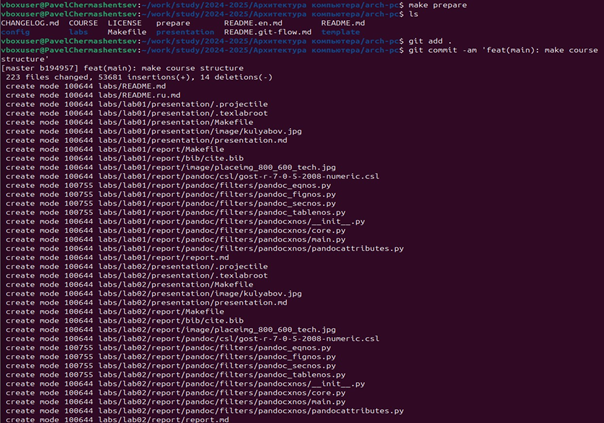 vboxuser@PavelChermashentsev:~/work/study/2024-2025/Архитектура компьютера/arch-pc$ make prepare
vboxuser@PavelChermashentsev:~/work/study/2024-2025/Архитектура компьютера/arch-pc$ ls
CHANGELOG.md COURSE LICENSE prepare README.en.md README.md
config labs Makefile presentation README.git-flow.md template
vboxuser@PavelChermashentsev:~/work/study/2024-2025/Архитектура компьютера/arch-pc$ git add .
vboxuser@PavelChermashentsev:~/work/study/2024-2025/Архитектура компьютера/arch-pc$ git commit -am 'feat(main): make course
structure'
[master b194957] feat(main): make course structure
223 files changed, 53681 insertions(+), 14 deletions(-)
create mode 100644 labs/README.md
create mode 100644 labs/README.ru.md
create mode 100644 labs/lab01/presentation/.projectile
create mode 100644 labs/lab01/presentation/.texlabroot
create mode 100644 labs/lab01/presentation/Makefile
create mode 100644 labs/lab01/presentation/image/kulyabov.jpg
create mode 100644 labs/lab01/presentation/presentation.md
create mode 100644 labs/lab01/report/Makefile
create mode 100644 labs/lab01/report/bib/cite.bib
create mode 100644 labs/lab01/report/image/placeimg_800_600_tech.jpg
create mode 100644 labs/lab01/report/pandoc/csl/gost-r-7-0-5-2008-numeric.csl
create mode 100755 labs/lab01/report/pandoc/filters/pandoc_eqnos.py
create mode 100755 labs/lab01/report/pandoc/filters/pandoc_fignos.py
create mode 100755 labs/lab01/report/pandoc/filters/pandoc_secnos.py
create mode 100755 labs/lab01/report/pandoc/filters/pandoc_tablenos.py
create mode 100644 labs/lab01/report/pandoc/filters/pandocxnos/__init__.py
create mode 100644 labs/lab01/report/pandoc/filters/pandocxnos/core.py
create mode 100644 labs/lab01/report/pandoc/filters/pandocxnos/main.py
create mode 100644 labs/lab01/report/pandoc/filters/pandocxnos/pandocattributes.py
create mode 100644 labs/lab01/report/report.md
create mode 100644 labs/lab02/presentation/.projectile
create mode 100644 labs/lab02/presentation/.texlabroot
create mode 100644 labs/lab02/presentation/Makefile
create mode 100644 labs/lab02/presentation/image/kulyabov.jpg
create mode 100644 labs/lab02/presentation/presentation.md
create mode 100644 labs/lab02/report/Makefile
create mode 100644 labs/lab02/report/bib/cite.bib
create mode 100644 labs/lab02/report/image/placeimg_800_600_tech.jpg
create mode 100644 labs/lab02/report/pandoc/csl/gost-r-7-0-5-2008-numeric.csl
create mode 100755 labs/lab02/report/pandoc/filters/pandoc_eqnos.py
create mode 100755 labs/lab02/report/pandoc/filters/pandoc_fignos.py
create mode 100755 labs/lab02/report/pandoc/filters/pandoc_secnos.py
create mode 100755 labs/lab02/report/pandoc/filters/pandoc_tablenos.py
create mode 100644 labs/lab02/report/pandoc/filters/pandocxnos/__init__.py
create mode 100644 labs/lab02/report/pandoc/filters/pandocxnos/core.py
create mode 100644 labs/lab02/report/pandoc/filters/pandocxnos/main.py
create mode 100644 labs/lab02/report/pandoc/filters/pandocxnos/pandocattributes.py
create mode 100644 labs/lab02/report/report.md